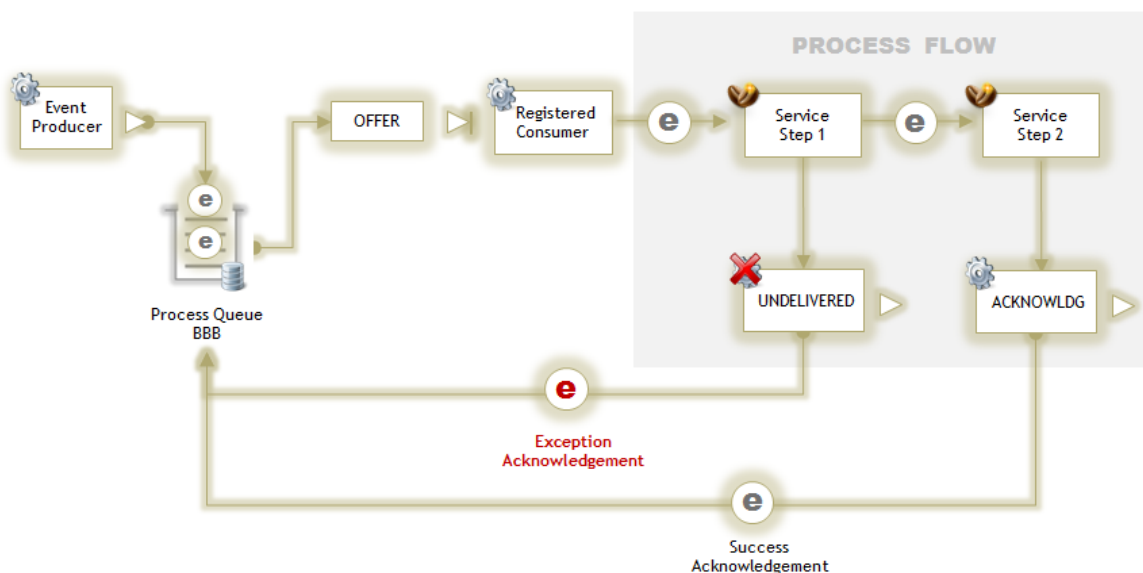 PROCESS FLOW
Event
Producer
OFFER
Registered
Consumer
e
Service
Step 1
e
Service
Step 2
e
e
Process Queue
BBB
UNDELIVERED
ACKNOWLDG
e
Exception
Acknowledgement
e
Success
Acknowledgement